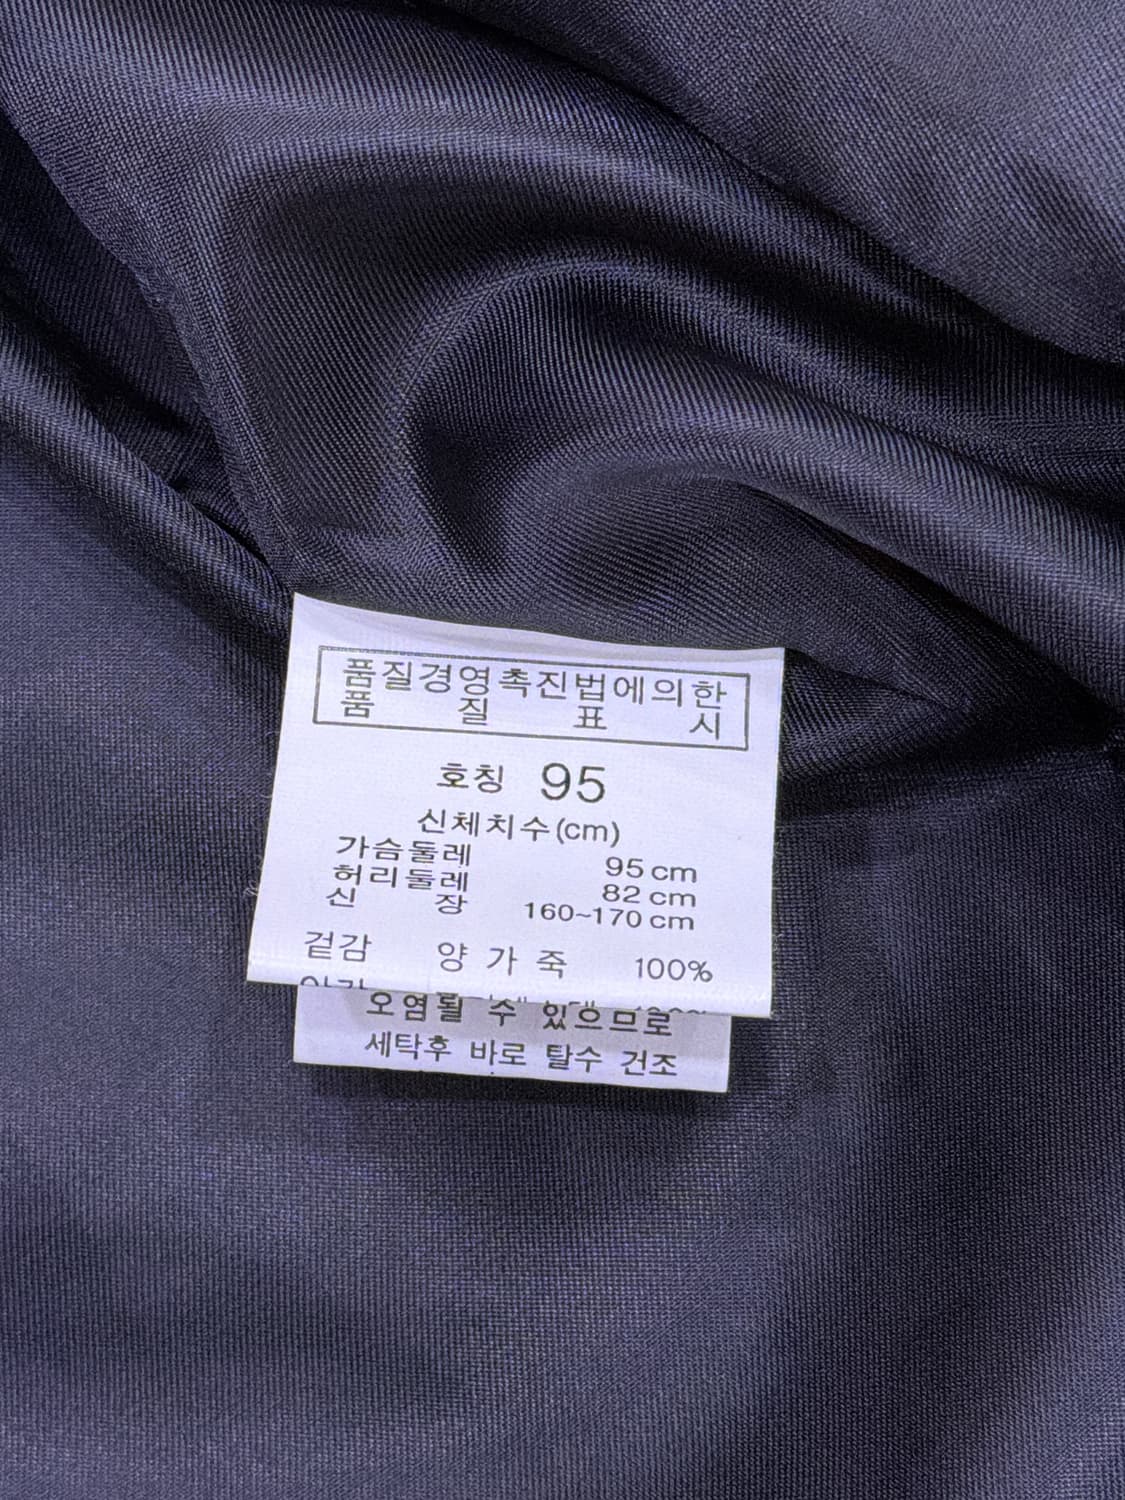 품질경영촉진법에의한
품 질 표 시
호칭 95
신체치수(cm)
가슴둘레 95 cm
허리둘레 82 cm
신 장 160~170 cm
겉감 양 가 죽 100%
오염될 수 있으므로
세탁후 바로 탈수 건조